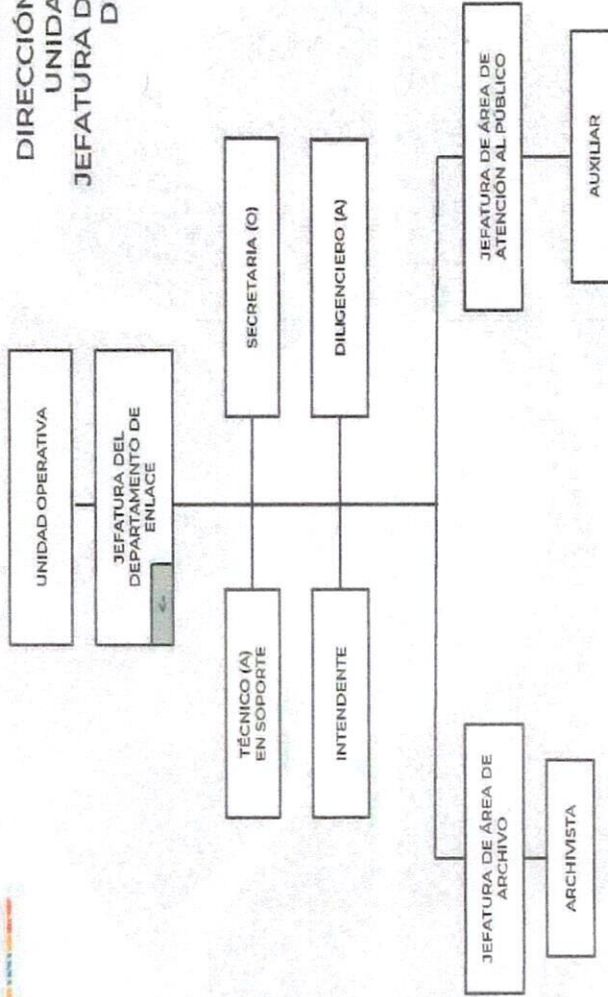 DIRECCIÓN
UNIDA
JEFATURA D
D
UNIDAD OPERATIVA
JEFATURA DEL
DEPARTAMENTO DE
ENLACE
<-
TÉCNICO (A)
EN SOPORTE
SECRETARIA (O)
INTENDENTE
DILIGENCIERO (A)
JEFATURA DE ÁREA DE
ARCHIVO
JEFATURA DE ÁREA DE
ATENCIÓN AL PÚBLICO
ARCHIVISTA
AUXILIAR